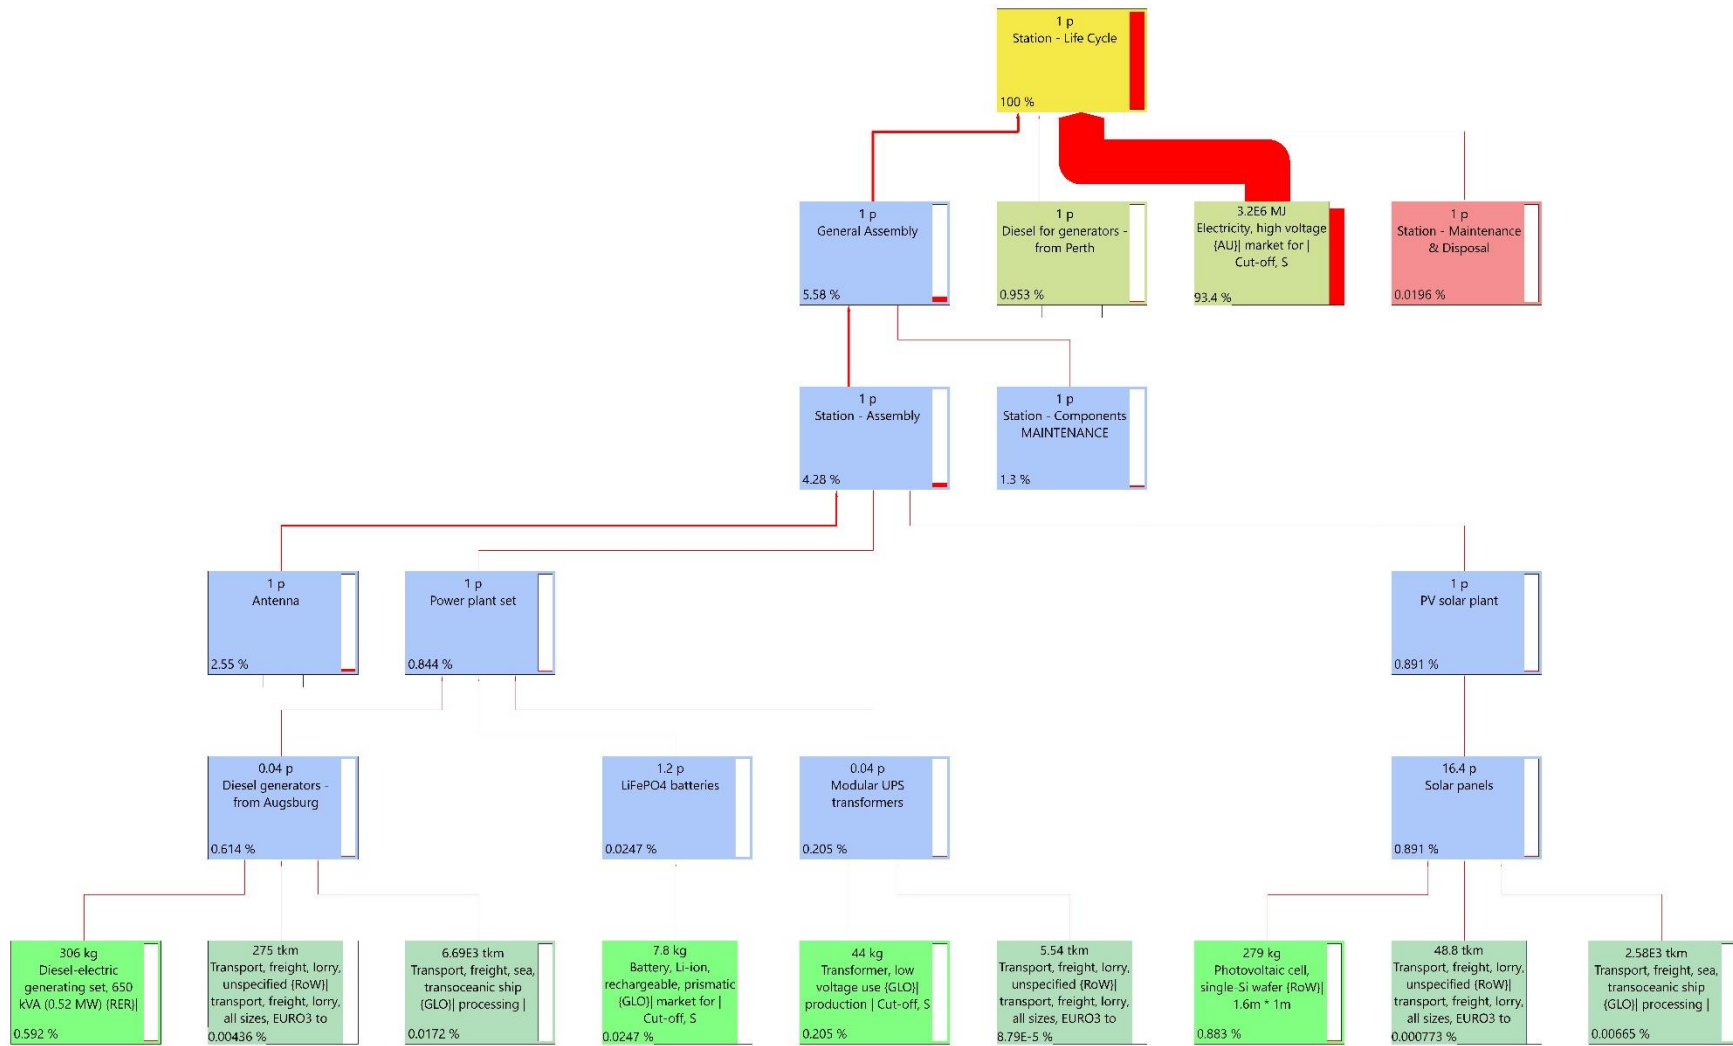 1 p
Station - Life Cycle
100 %
1 p
General Assembly
5.58 %
1 p
Diesel for generators -
from Perth
0.953 %
3.2E6 MJ
Electricity, high voltage
{AU}| market for |
Cut-off, S
93.4 %
1 p
Station - Maintenance
& Disposal
0.0196 %
1 p
Station - Assembly
4.28 %
1 p
Station - Components
MAINTENANCE
1.3 %
1 p
Antenna
2.55 %
1 p
Power plant set
0.844 %
1 p
PV solar plant
0.891 %
0.04 p
Diesel generators -
from Augsburg
0.614 %
1.2 p
LiFePO4 batteries
0.0247 %
0.04 p
Modular UPS
transformers
0.205 %
16.4 p
Solar panels
0.891 %
306 kg
Diesel-electric
generating set, 650
kVA (0.52 MW) {RER}|
0.592 %
275 tkm
Transport, freight, lorry,
unspecified {RoW}|
transport, freight, lorry,
all sizes, EURO3 to
0.00436 %
6.69E3 tkm
Transport, freight, sea,
transoceanic ship
{GLO}| processing |
0.0172 %
7.8 kg
Battery, Li-ion,
rechargeable, prismatic
{GLO}| market for |
Cut-off, S
0.0247 %
44 kg
Transformer, low
voltage use {GLO}|
production | Cut-off, S
0.205 %
5.54 tkm
Transport, freight, lorry,
unspecified {RoW}|
transport, freight, lorry,
all sizes, EURO3 to
8.79E-5 %
279 kg
Photovoltaic cell,
single-Si wafer {RoW}|
1.6m * 1m
0.883 %
48.8 tkm
Transport, freight, lorry,
unspecified {RoW}|
transport, freight, lorry,
all sizes, EURO3 to
0.000773 %
2.58E3 tkm
Transport, freight, sea,
transoceanic ship
{GLO}| processing |
0.00665 %